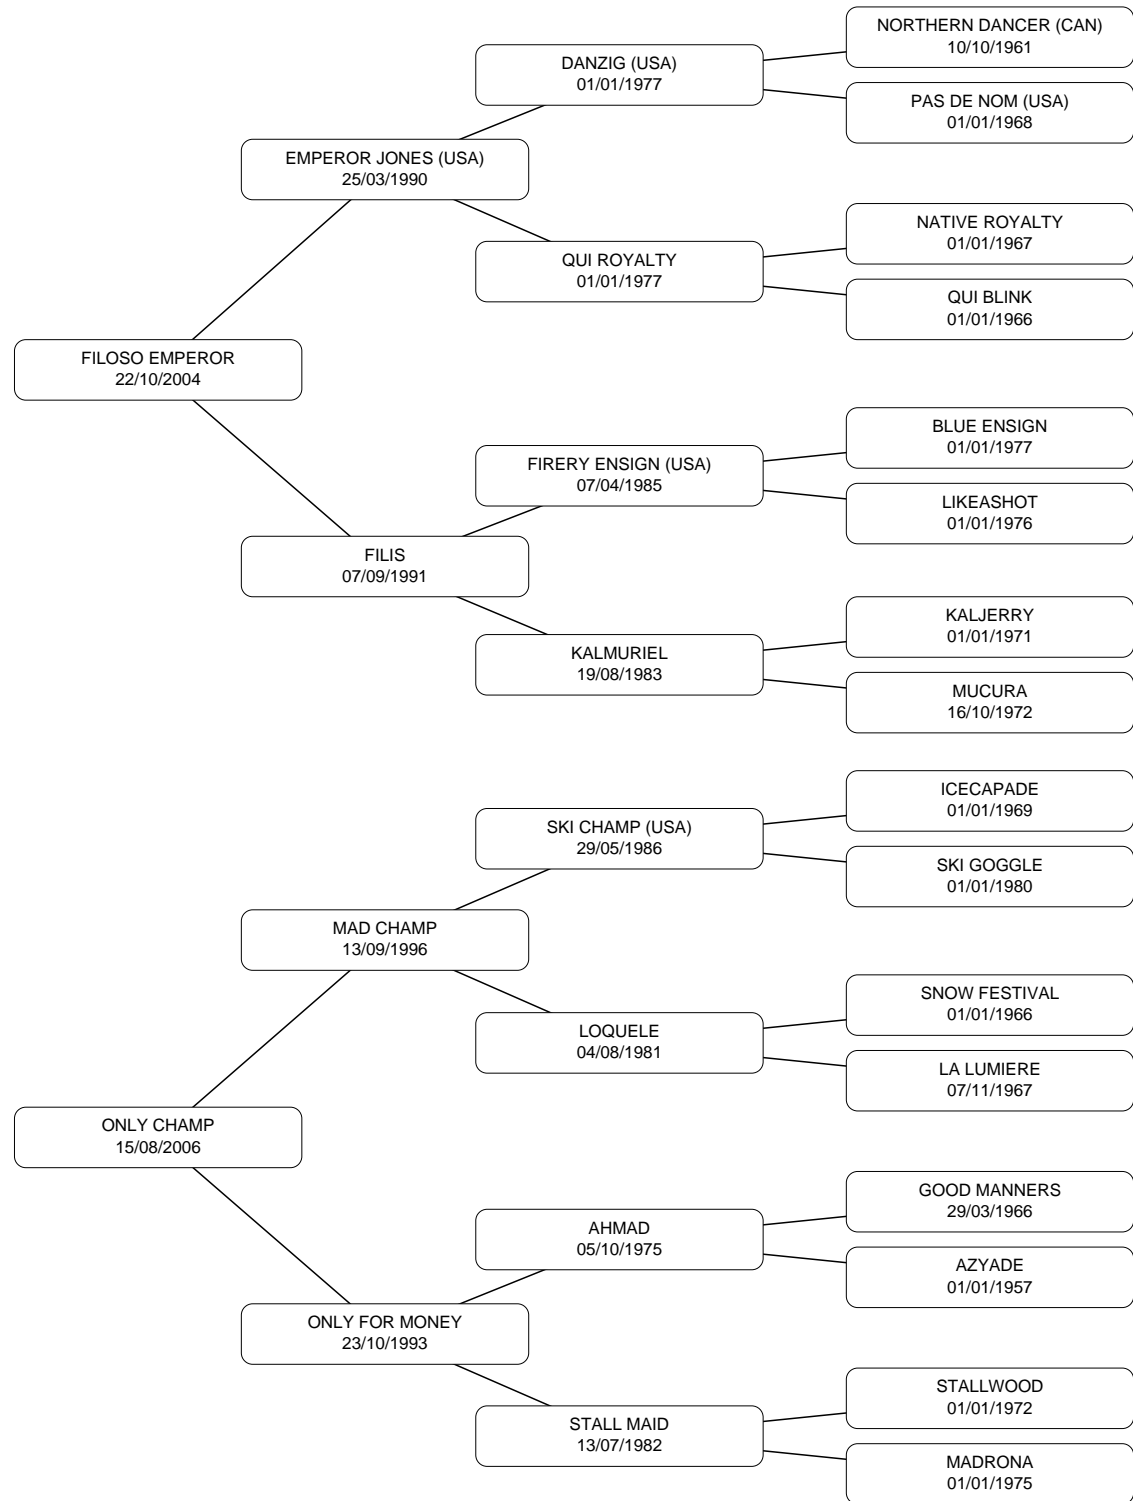 NORTHERN DANCER (CAN)
10/10/1961
DANZIG (USA)
01/01/1977
PAS DE NOM (USA)
01/01/1968
EMPEROR JONES (USA)
25/03/1990
NATIVE ROYALTY
01/01/1967
QUI ROYALTY
01/01/1977
QUI BLINK
01/01/1966
FILOSO EMPEROR
22/10/2004
BLUE ENSIGN
01/01/1977
FIRERY ENSIGN (USA)
07/04/1985
LIKEASHOT
01/01/1976
FILIS
07/09/1991
KALJERRY
01/01/1971
KALMURIEL
19/08/1983
MUCURA
16/10/1972
ICECAPADE
01/01/1969
SKI CHAMP (USA)
29/05/1986
SKI GOGGLE
01/01/1980
MAD CHAMP
13/09/1996
SNOW FESTIVAL
01/01/1966
LOQUELE
04/08/1981
LA LUMIERE
07/11/1967
ONLY CHAMP
15/08/2006
GOOD MANNERS
29/03/1966
AHMAD
05/10/1975
AZYADE
01/01/1957
ONLY FOR MONEY
23/10/1993
STALLWOOD
01/01/1972
STALL MAID
13/07/1982
MADRONA
01/01/1975